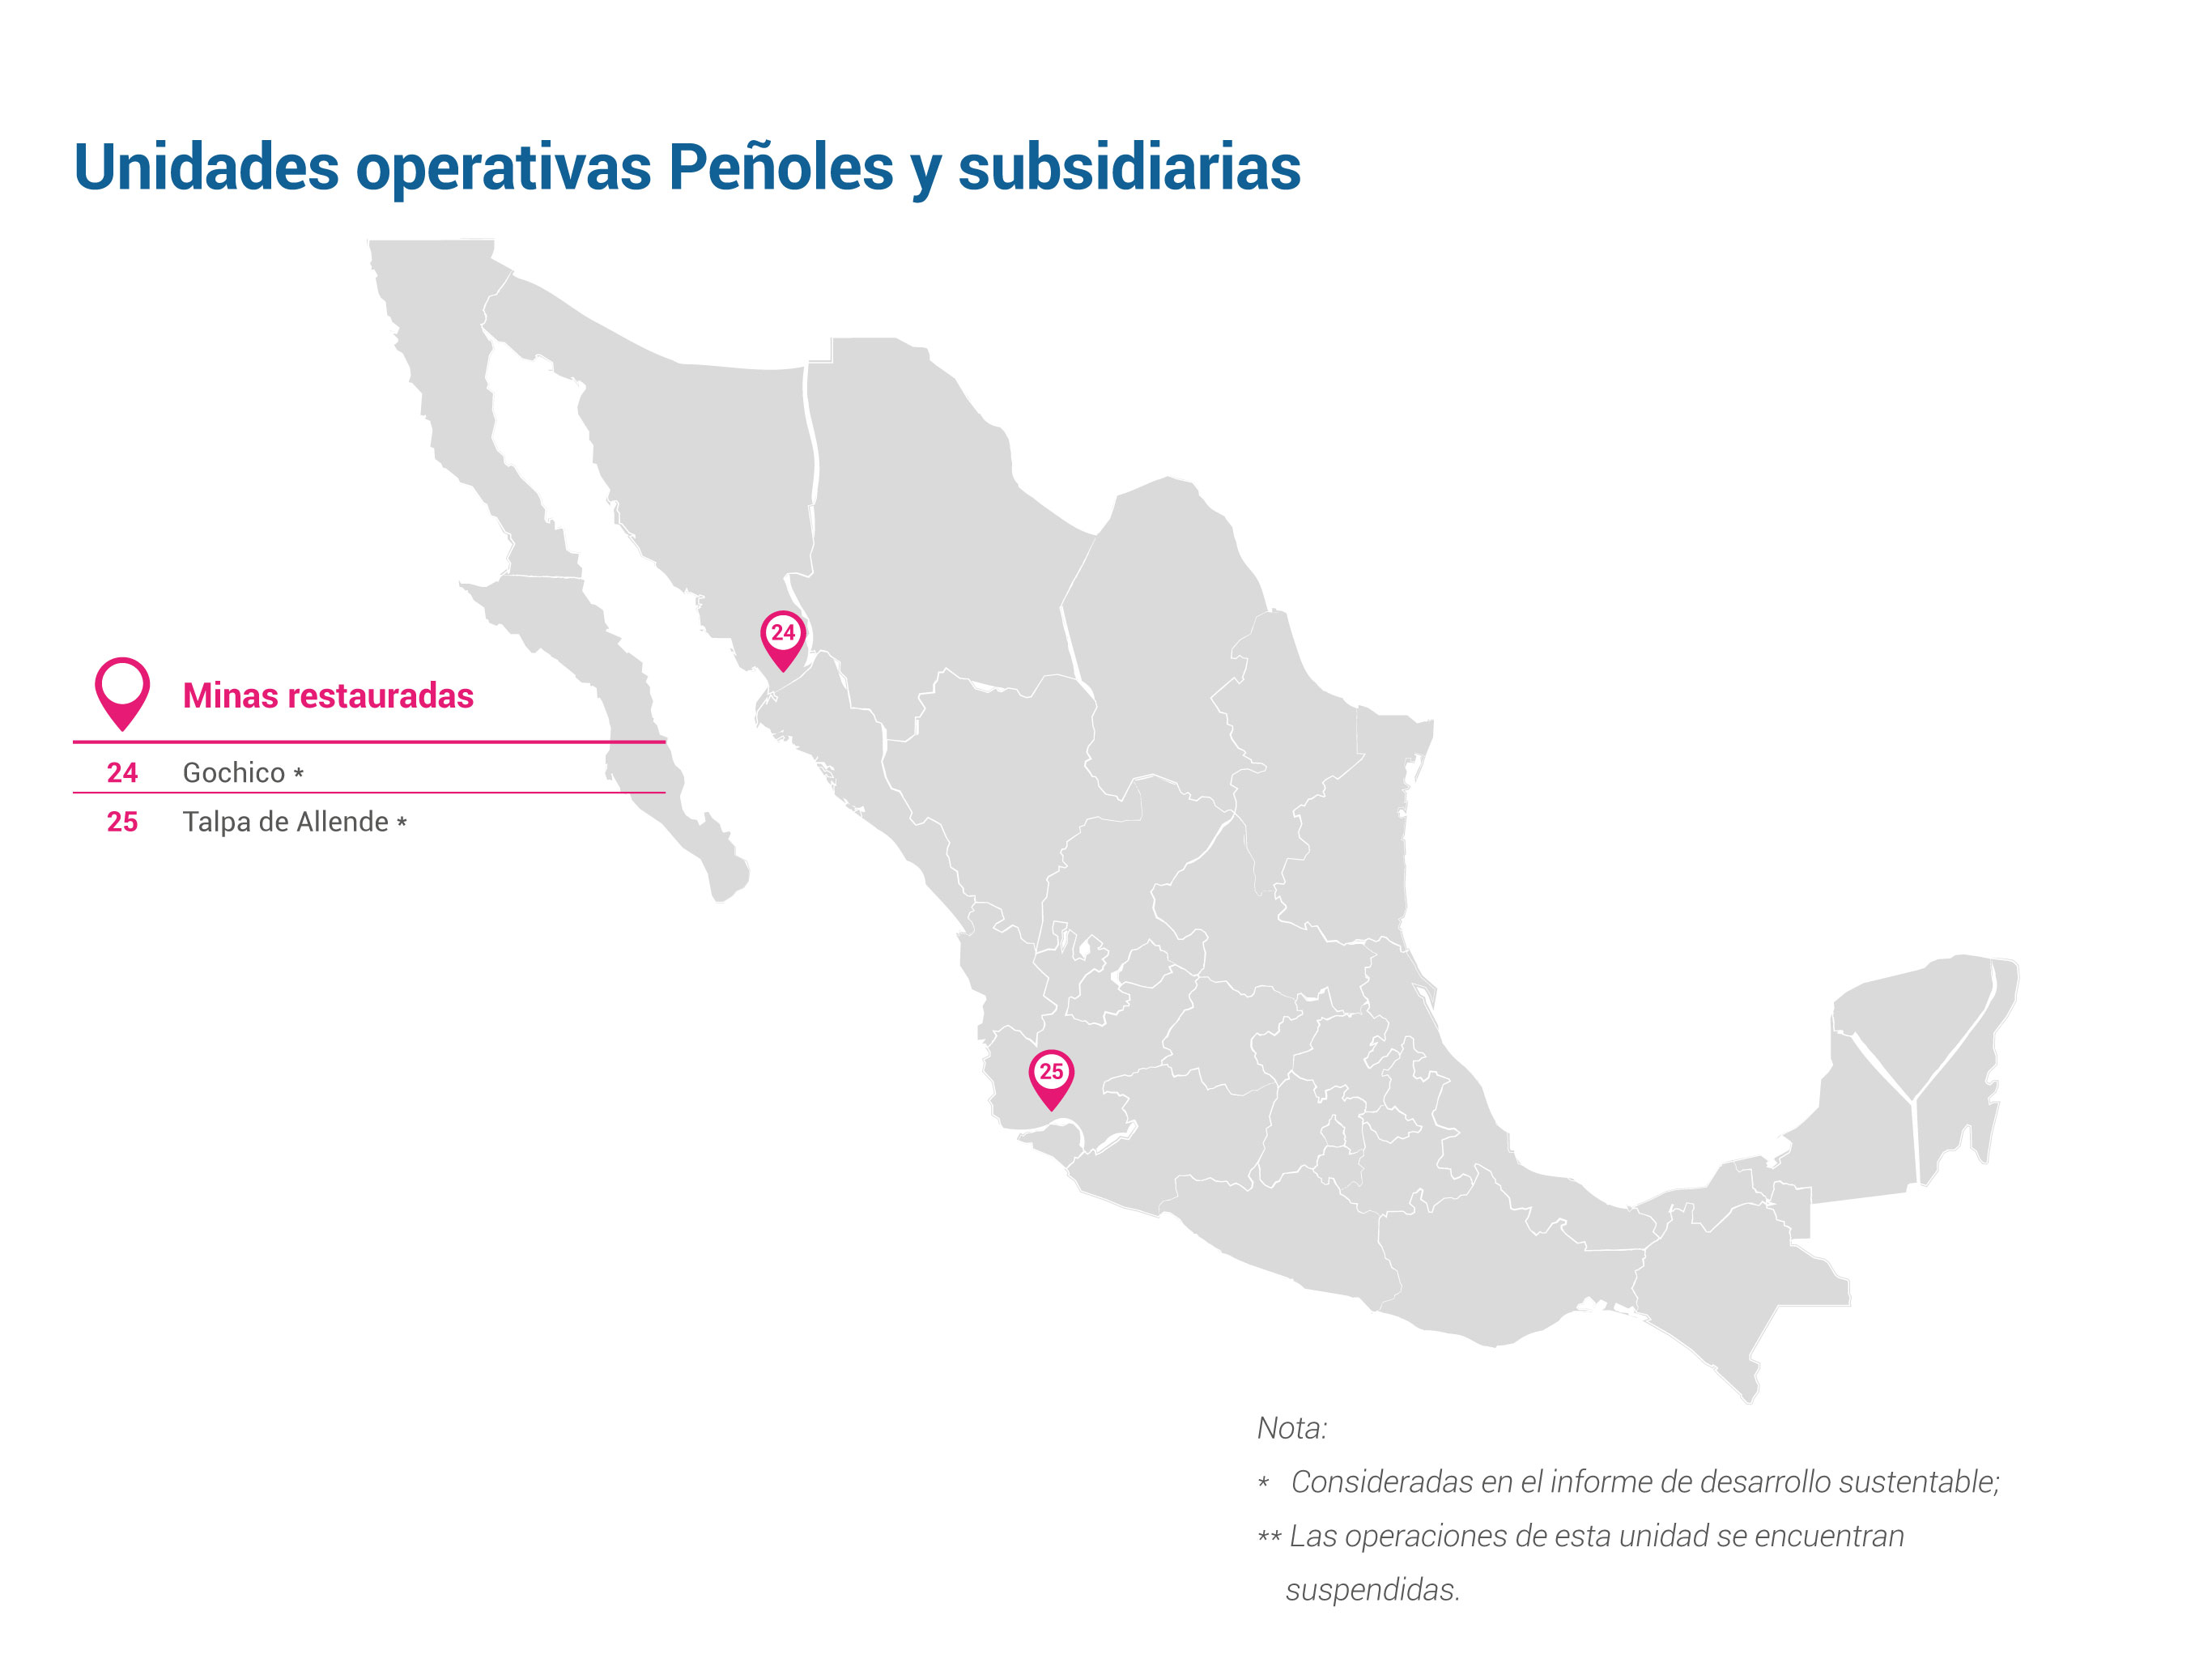 Unidades operativas Peñoles y subsidiarias
24
Minas restauradas
24 Gochico *
25 Talpa de Allende *
25
Nota:
* Consideradas en el informe de desarrollo sustentable;
** Las operaciones de esta unidad se encuentran
suspendidas.